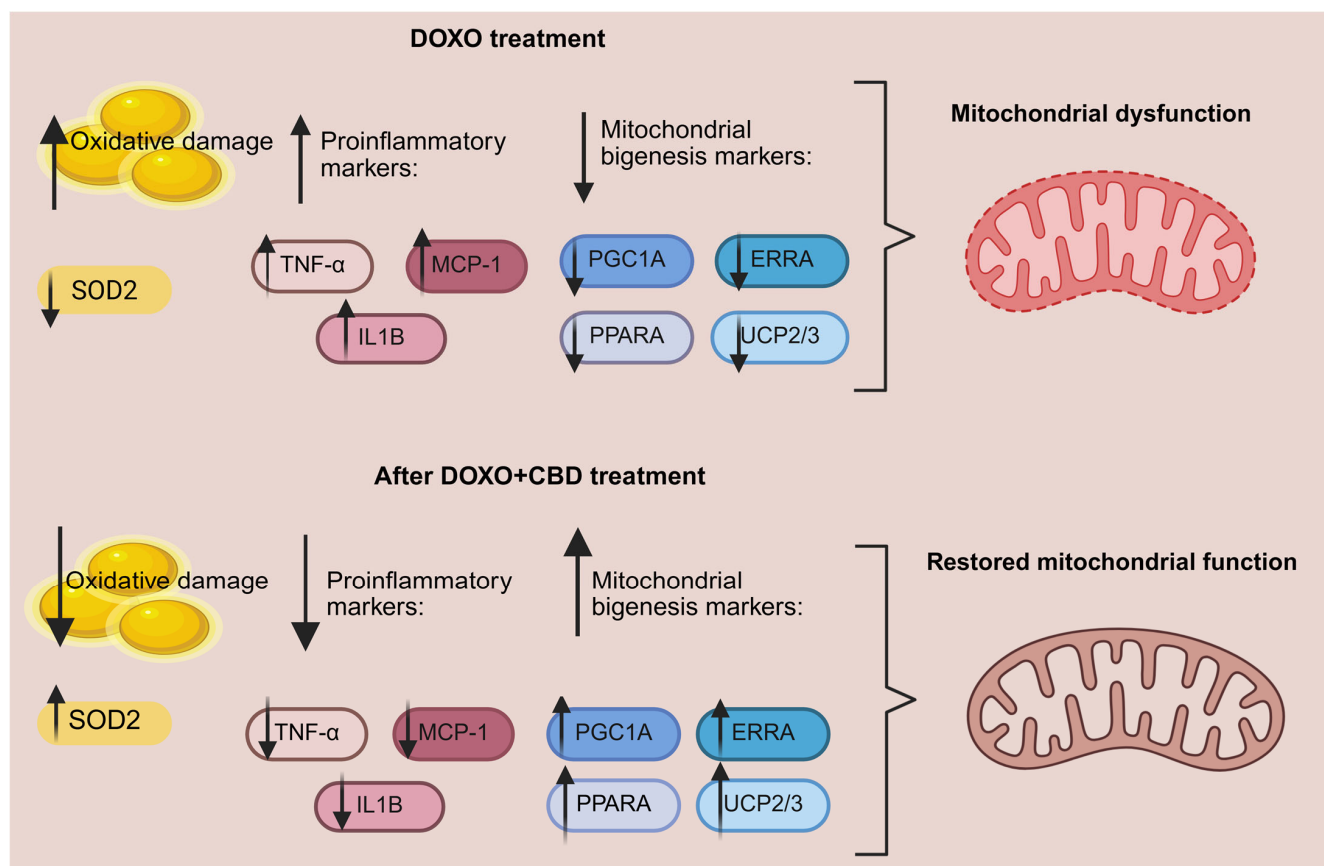 DOXO treatment
Oxidative damage
Proinflammatory
markers:
Mitochondrial
bigenesis markers:
Mitochondrial dysfunction
SOD2
TNF-α
MCP-1
IL1B
PGC1A
ERRA
PPARA
UCP2/3
After DOXO+CBD treatment
Oxidative damage
Proinflammatory
markers:
Mitochondrial
bigenesis markers:
Restored mitochondrial function
SOD2
TNF-α
MCP-1
IL1B
PGC1A
ERRA
PPARA
UCP2/3